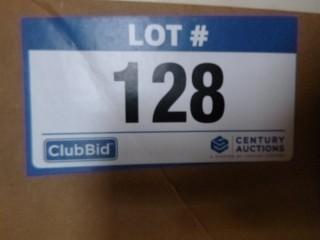 LOT #
128
ClubBid
CENTURY
AUCTIONS